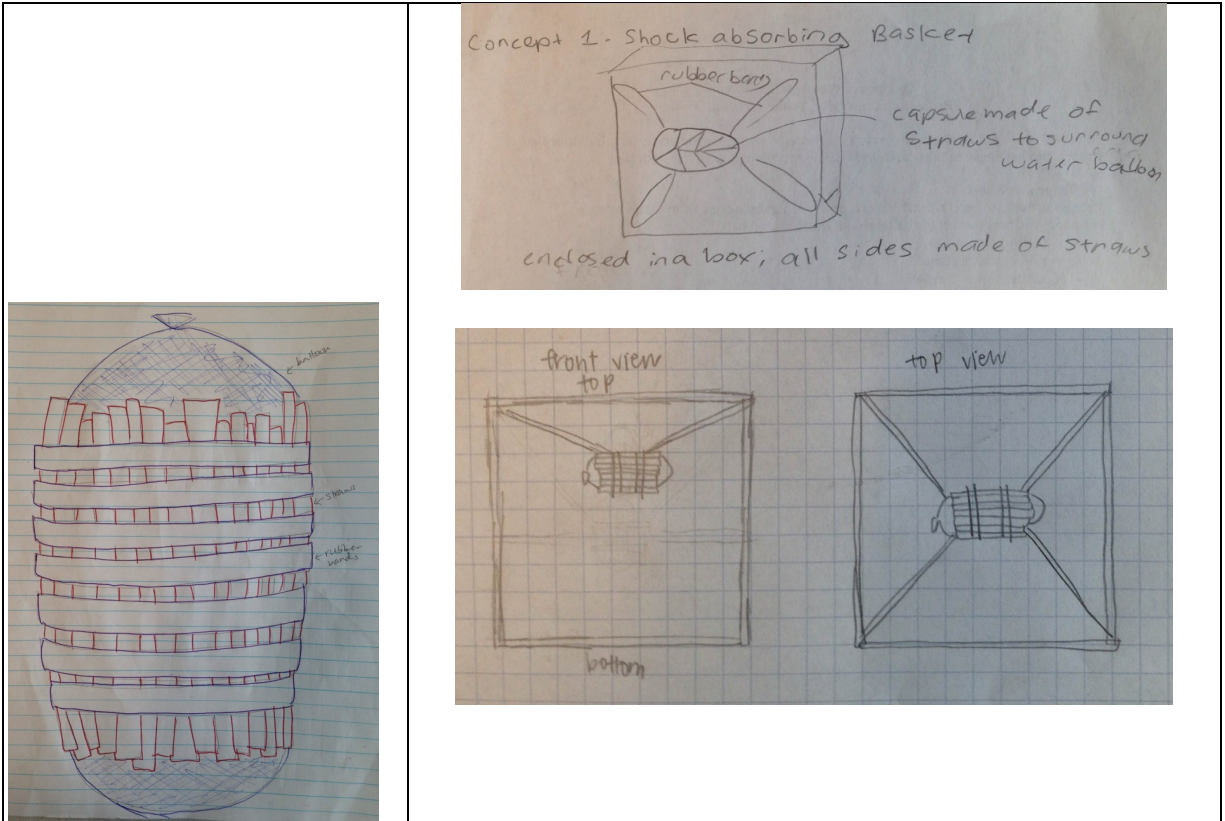 balloon
straws
rubber
bands
Concept 1 - Shock absorbing Basket
rubber bands
capsule made of
straws to surround
water balloon
enclosed in a box; all sides made of straws
front view
top
bottom
top view